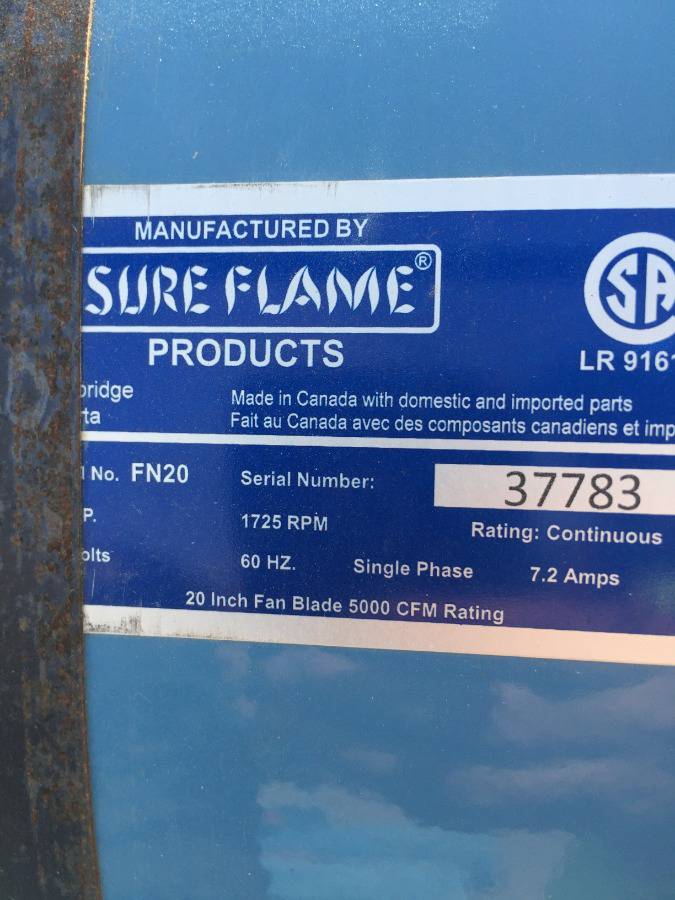 MANUFACTURED BY
SURE FLAME®
PRODUCTS
SA
LR 9161
bridge
ta
Made in Canada with domestic and imported parts
Fait au Canada avec des composants canadiens et imp
No. FN20
Serial Number: 37783
P.
1725 RPM
Rating: Continuous
olts
60 HZ.
Single Phase
7.2 Amps
20 Inch Fan Blade 5000 CFM Rating